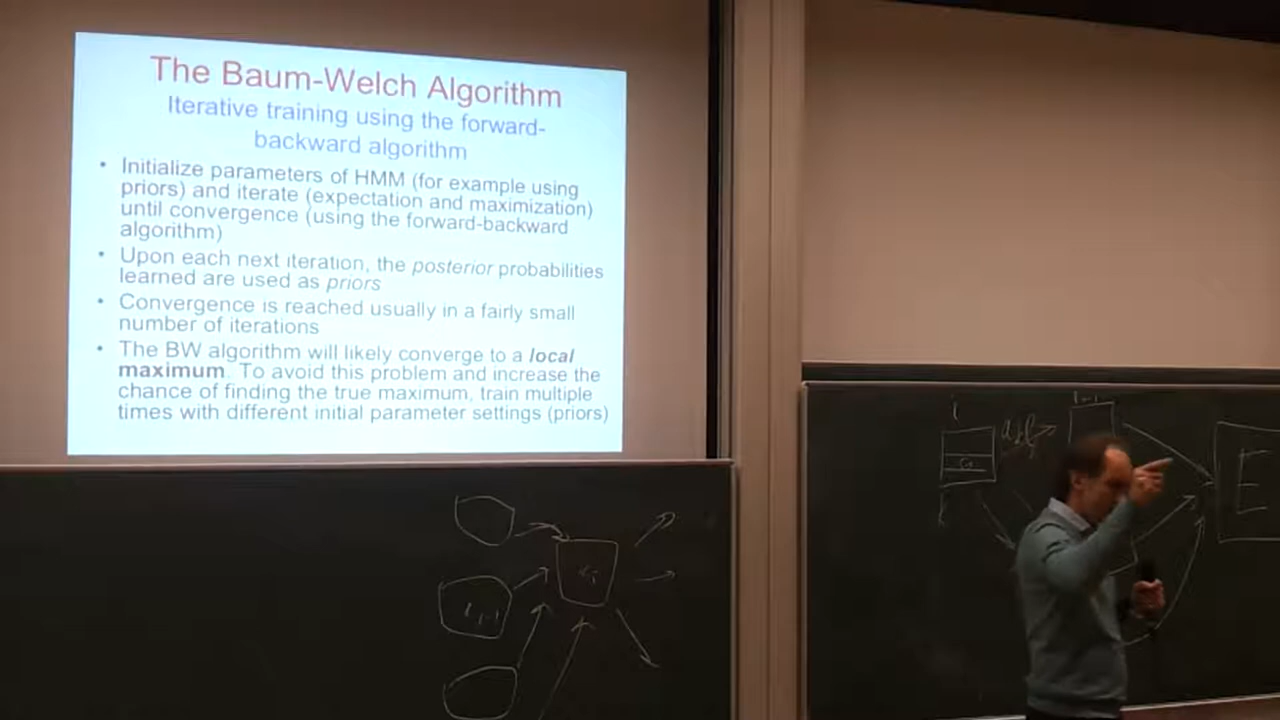 The Baum-Welch Algorithm
Iterative training using the forward-
backward algorithm
• Initialize parameters of HMM (for example using
priors) and iterate (expectation and maximization)
until convergence (using the forward-backward
algorithm)
• Upon each next iteration, the posterior probabilities
learned are used as priors
• Convergence is reached usually in a fairly small
number of iterations
• The BW algorithm will likely converge to a local
maximum. To avoid this problem and increase the
chance of finding the true maximum, train multiple
times with different initial parameter settings (priors)
E